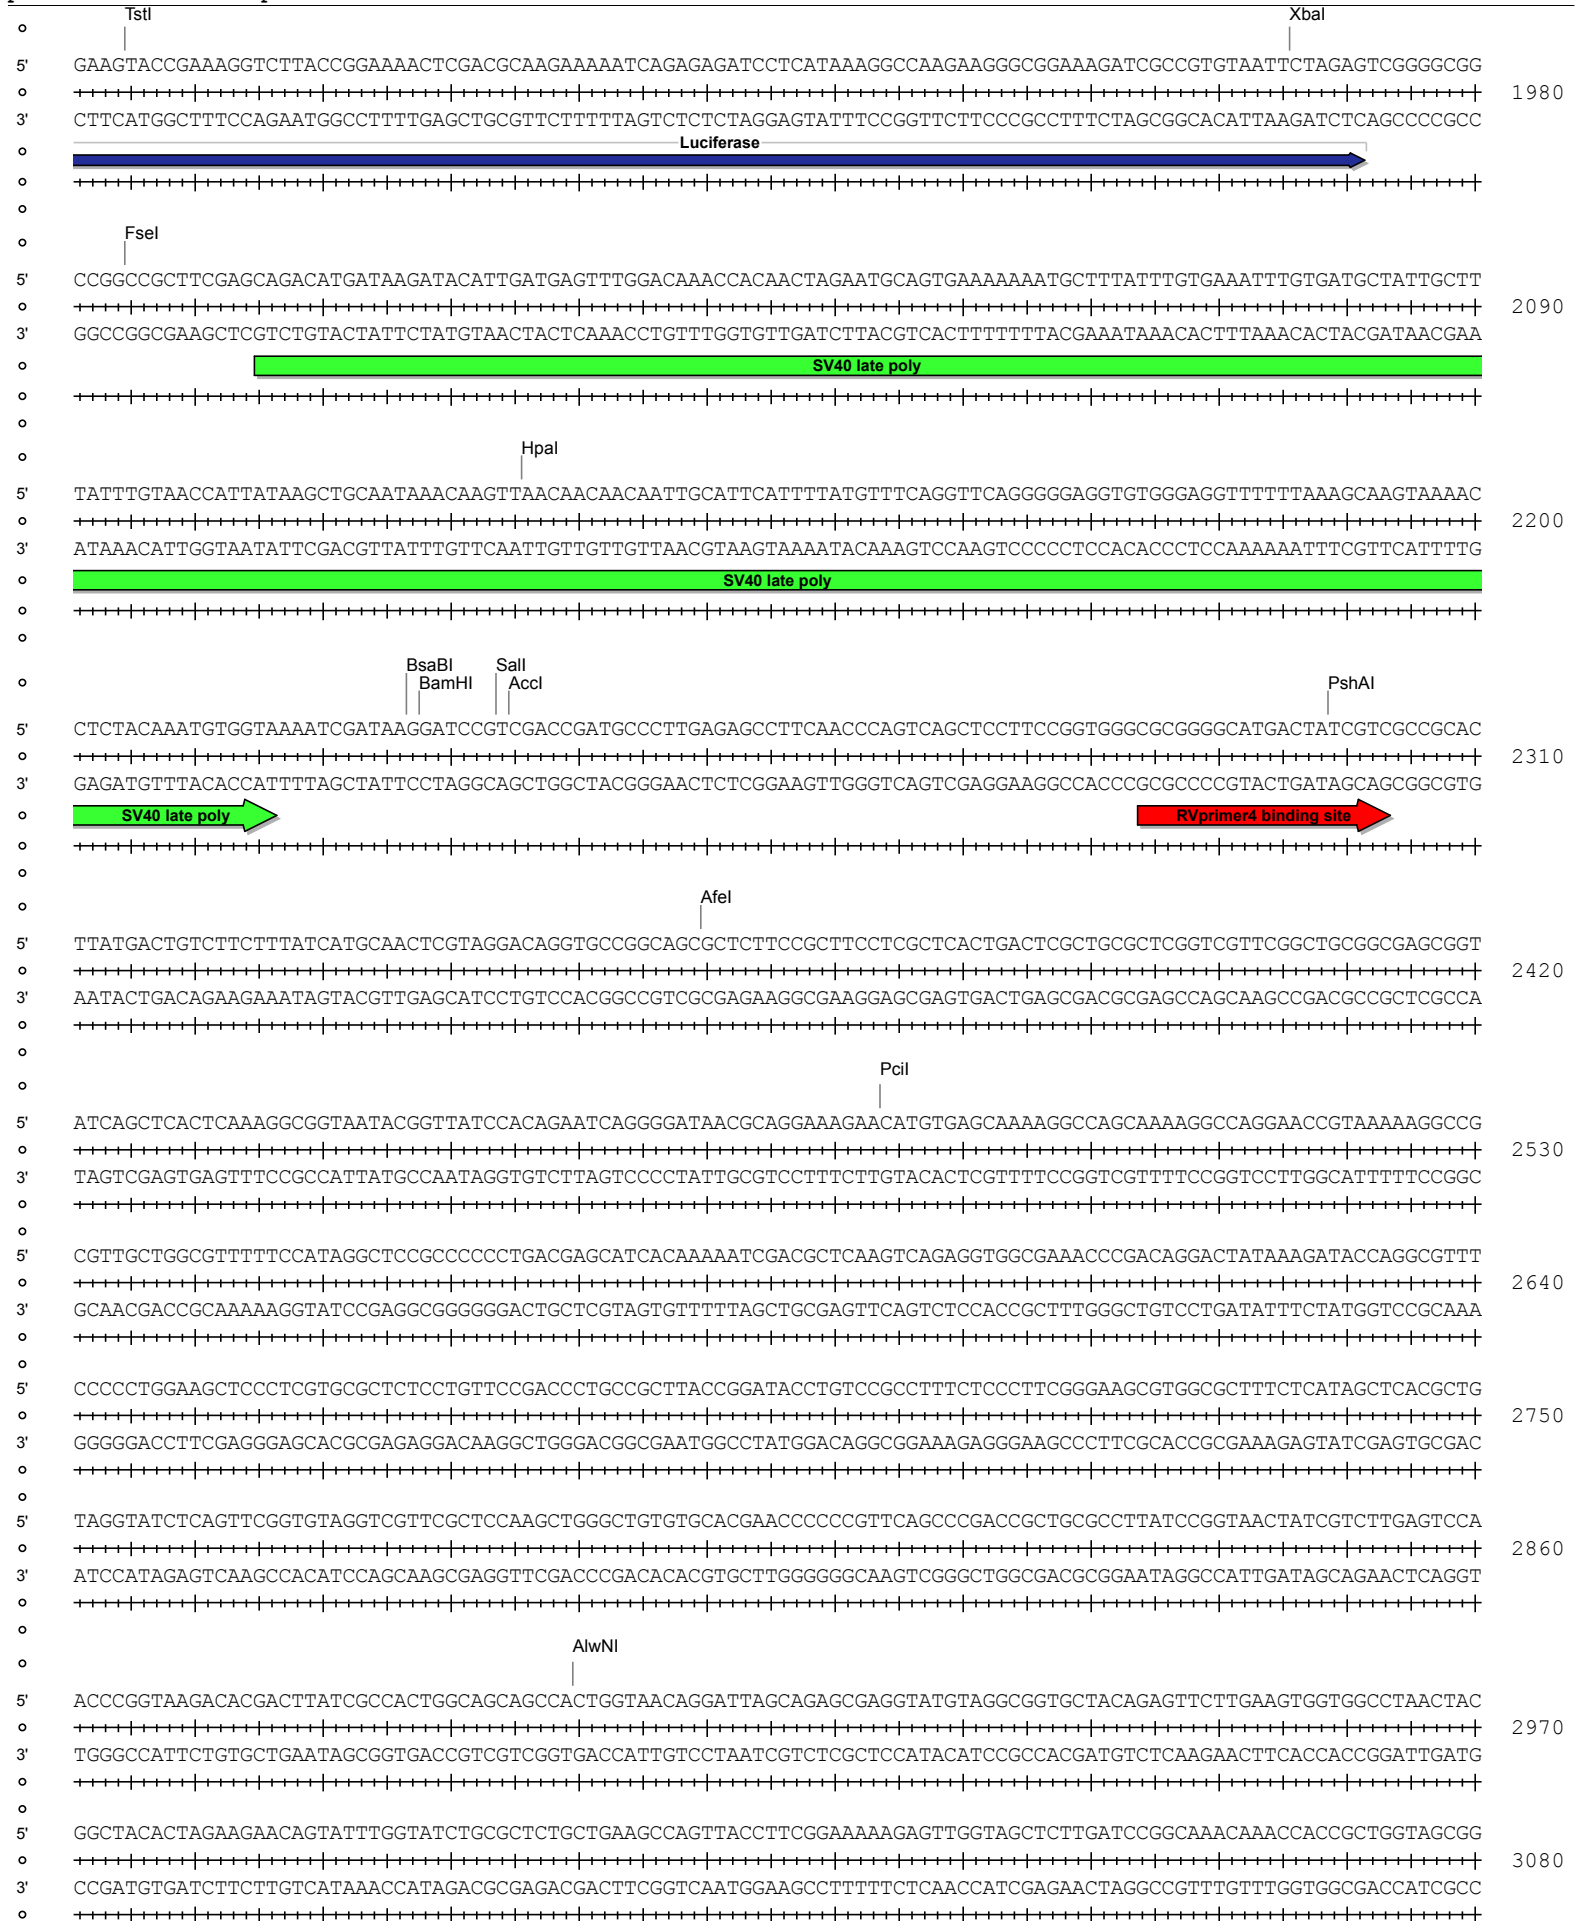 TstI XbaI
5' GAAGTACCGAAAGGTCTTACCGGAAAACTCGACGCAAGAAAAATCAGAGAGATCCTCATAAAGGCCAAGAAGGGCGGAAAGATCGCCGTGTAATTCTAGAGTCGGGGCGG
1980
3' CTTCATGGCTTTCCAGAATGGCCTTTTGAGCTGCGTTCTTTTTAGTCTCTCTAGGAGTATTTCCGGTTCTTCCCGCCTTTCTAGCGGCACATTAAGATCTCAGCCCCGCC
Luciferase
FseI
5' CCGGCCGCTTCGAGCAGACATGATAAGATACATTGATGAGTTTGGACAAACCACAACTAGAATGCAGTGAAAAAAATGCTTTATTTGTGAAATTTGTGATGCTATTGCTT
2090
3' GGCCGGCGAAGCTCGTCTGTACTATTCTATGTAACTACTCAAACCTGTTTGGTGTTGATCTTACGTCACTTTTTTTACGAAATAAACACTTTAAACACTACGATAACGAA
SV40 late poly
HpaI
5' TATTTGTAACCATTATAAGCTGCAATAAACAAGTTAACAACAACAATTGCATTCATTTTATGTTTCAGGTTCAGGGGGAGGTGTGGGAGGTTTTTTAAAGCAAGTAAAAC
2200
3' ATAAACATTGGTAATATTCGACGTTATTTGTTCAATTGTTGTTGTTAACGTAAGTAAAATACAAAGTCCAAGTCCCCCTCCACACCCTCCAAAAAATTTCGTTCATTTTG
SV40 late poly
BsaBI SalI
BamHI AccI PshAI
5' CTCTACAAATGTGGTAAAATCGATAAGGATCCGTCGACCGATGCCCTTGAGAGCCTTCAACCCAGTCAGCTCCTTCCGGTGGGCGCGGGGCATGACTATCGTCGCCGCAC
2310
3' GAGATGTTTACACCATTTTAGCTATTCCTAGGCAGCTGGCTACGGGAACTCTCGGAAGTTGGGTCAGTCGAGGAAGGCCACCCGCGCCCCGTACTGATAGCAGCGGCGTG
SV40 late poly RVprimer4 binding site
AfeI
5' TTATGACTGTCTTCTTTATCATGCAACTCGTAGGACAGGTGCCGGCAGCGCTCTTCCGCTTCCTCGCTCACTGACTCGCTGCGCTCGGTCGTTCGGCTGCGGCGAGCGGT
2420
3' AATACTGACAGAAGAAATAGTACGTTGAGCATCCTGTCCACGGCCGTCGCGAGAAGGCGAAGGAGCGAGTGACTGAGCGACGCGAGCCAGCAAGCCGACGCCGCTCGCCA
PciI
5' ATCAGCTCACTCAAAGGCGGTAATACGGTTATCCACAGAATCAGGGGATAACGCAGGAAAGAACATGTGAGCAAAAGGCCAGCAAAAGGCCAGGAACCGTAAAAAGGCCG
2530
3' TAGTCGAGTGAGTTTCCGCCATTATGCCAATAGGTGTCTTAGTCCCCTATTGCGTCCTTTCTTGTACACTCGTTTTCCGGTCGTTTTCCGGTCCTTGGCATTTTTCCGGC
5' CGTTGCTGGCGTTTTTCCATAGGCTCCGCCCCCCTGACGAGCATCACAAAAATCGACGCTCAAGTCAGAGGTGGCGAAACCCGACAGGACTATAAAGATACCAGGCGTTT
2640
3' GCAACGACCGCAAAAAGGTATCCGAGGCGGGGGGACTGCTCGTAGTGTTTTTAGCTGCGAGTTCAGTCTCCACCGCTTTGGGCTGTCCTGATATTTCTATGGTCCGCAAA
5' CCCCCTGGAAGCTCCCTCGTGCGCTCTCCTGTTCCGACCCTGCCGCTTACCGGATACCTGTCCGCCTTTCTCCCTTCGGGAAGCGTGGCGCTTTCTCATAGCTCACGCTG
2750
3' GGGGGACCTTCGAGGGAGCACGCGAGAGGACAAGGCTGGGACGGCGAATGGCCTATGGACAGGCGGAAAGAGGGAAGCCCTTCGCACCGCGAAAGAGTATCGAGTGCGAC
5' TAGGTATCTCAGTTCGGTGTAGGTCGTTCGCTCCAAGCTGGGCTGTGTGCACGAACCCCCCGTTCAGCCCGACCGCTGCGCCTTATCCGGTAACTATCGTCTTGAGTCCA
2860
3' ATCCATAGAGTCAAGCCACATCCAGCAAGCGAGGTTCGACCCGACACACGTGCTTGGGGGGCAAGTCGGGCTGGCGACGCGGAATAGGCCATTGATAGCAGAACTCAGGT
AlwNI
5' ACCCGGTAAGACACGACTTATCGCCACTGGCAGCAGCCACTGGTAACAGGATTAGCAGAGCGAGGTATGTAGGCGGTGCTACAGAGTTCTTGAAGTGGTGGCCTAACTAC
2970
3' TGGGCCATTCTGTGCTGAATAGCGGTGACCGTCGTCGGTGACCATTGTCCTAATCGTCTCGCTCCATACATCCGCCACGATGTCTCAAGAACTTCACCACCGGATTGATG
5' GGCTACACTAGAAGAACAGTATTTGGTATCTGCGCTCTGCTGAAGCCAGTTACCTTCGGAAAAAGAGTTGGTAGCTCTTGATCCGGCAAACAAACCACCGCTGGTAGCGG
3080
3' CCGATGTGATCTTCTTGTCATAAACCATAGACGCGAGACGACTTCGGTCAATGGAAGCCTTTTTCTCAACCATCGAGAACTAGGCCGTTTGTTTGGTGGCGACCATCGCC